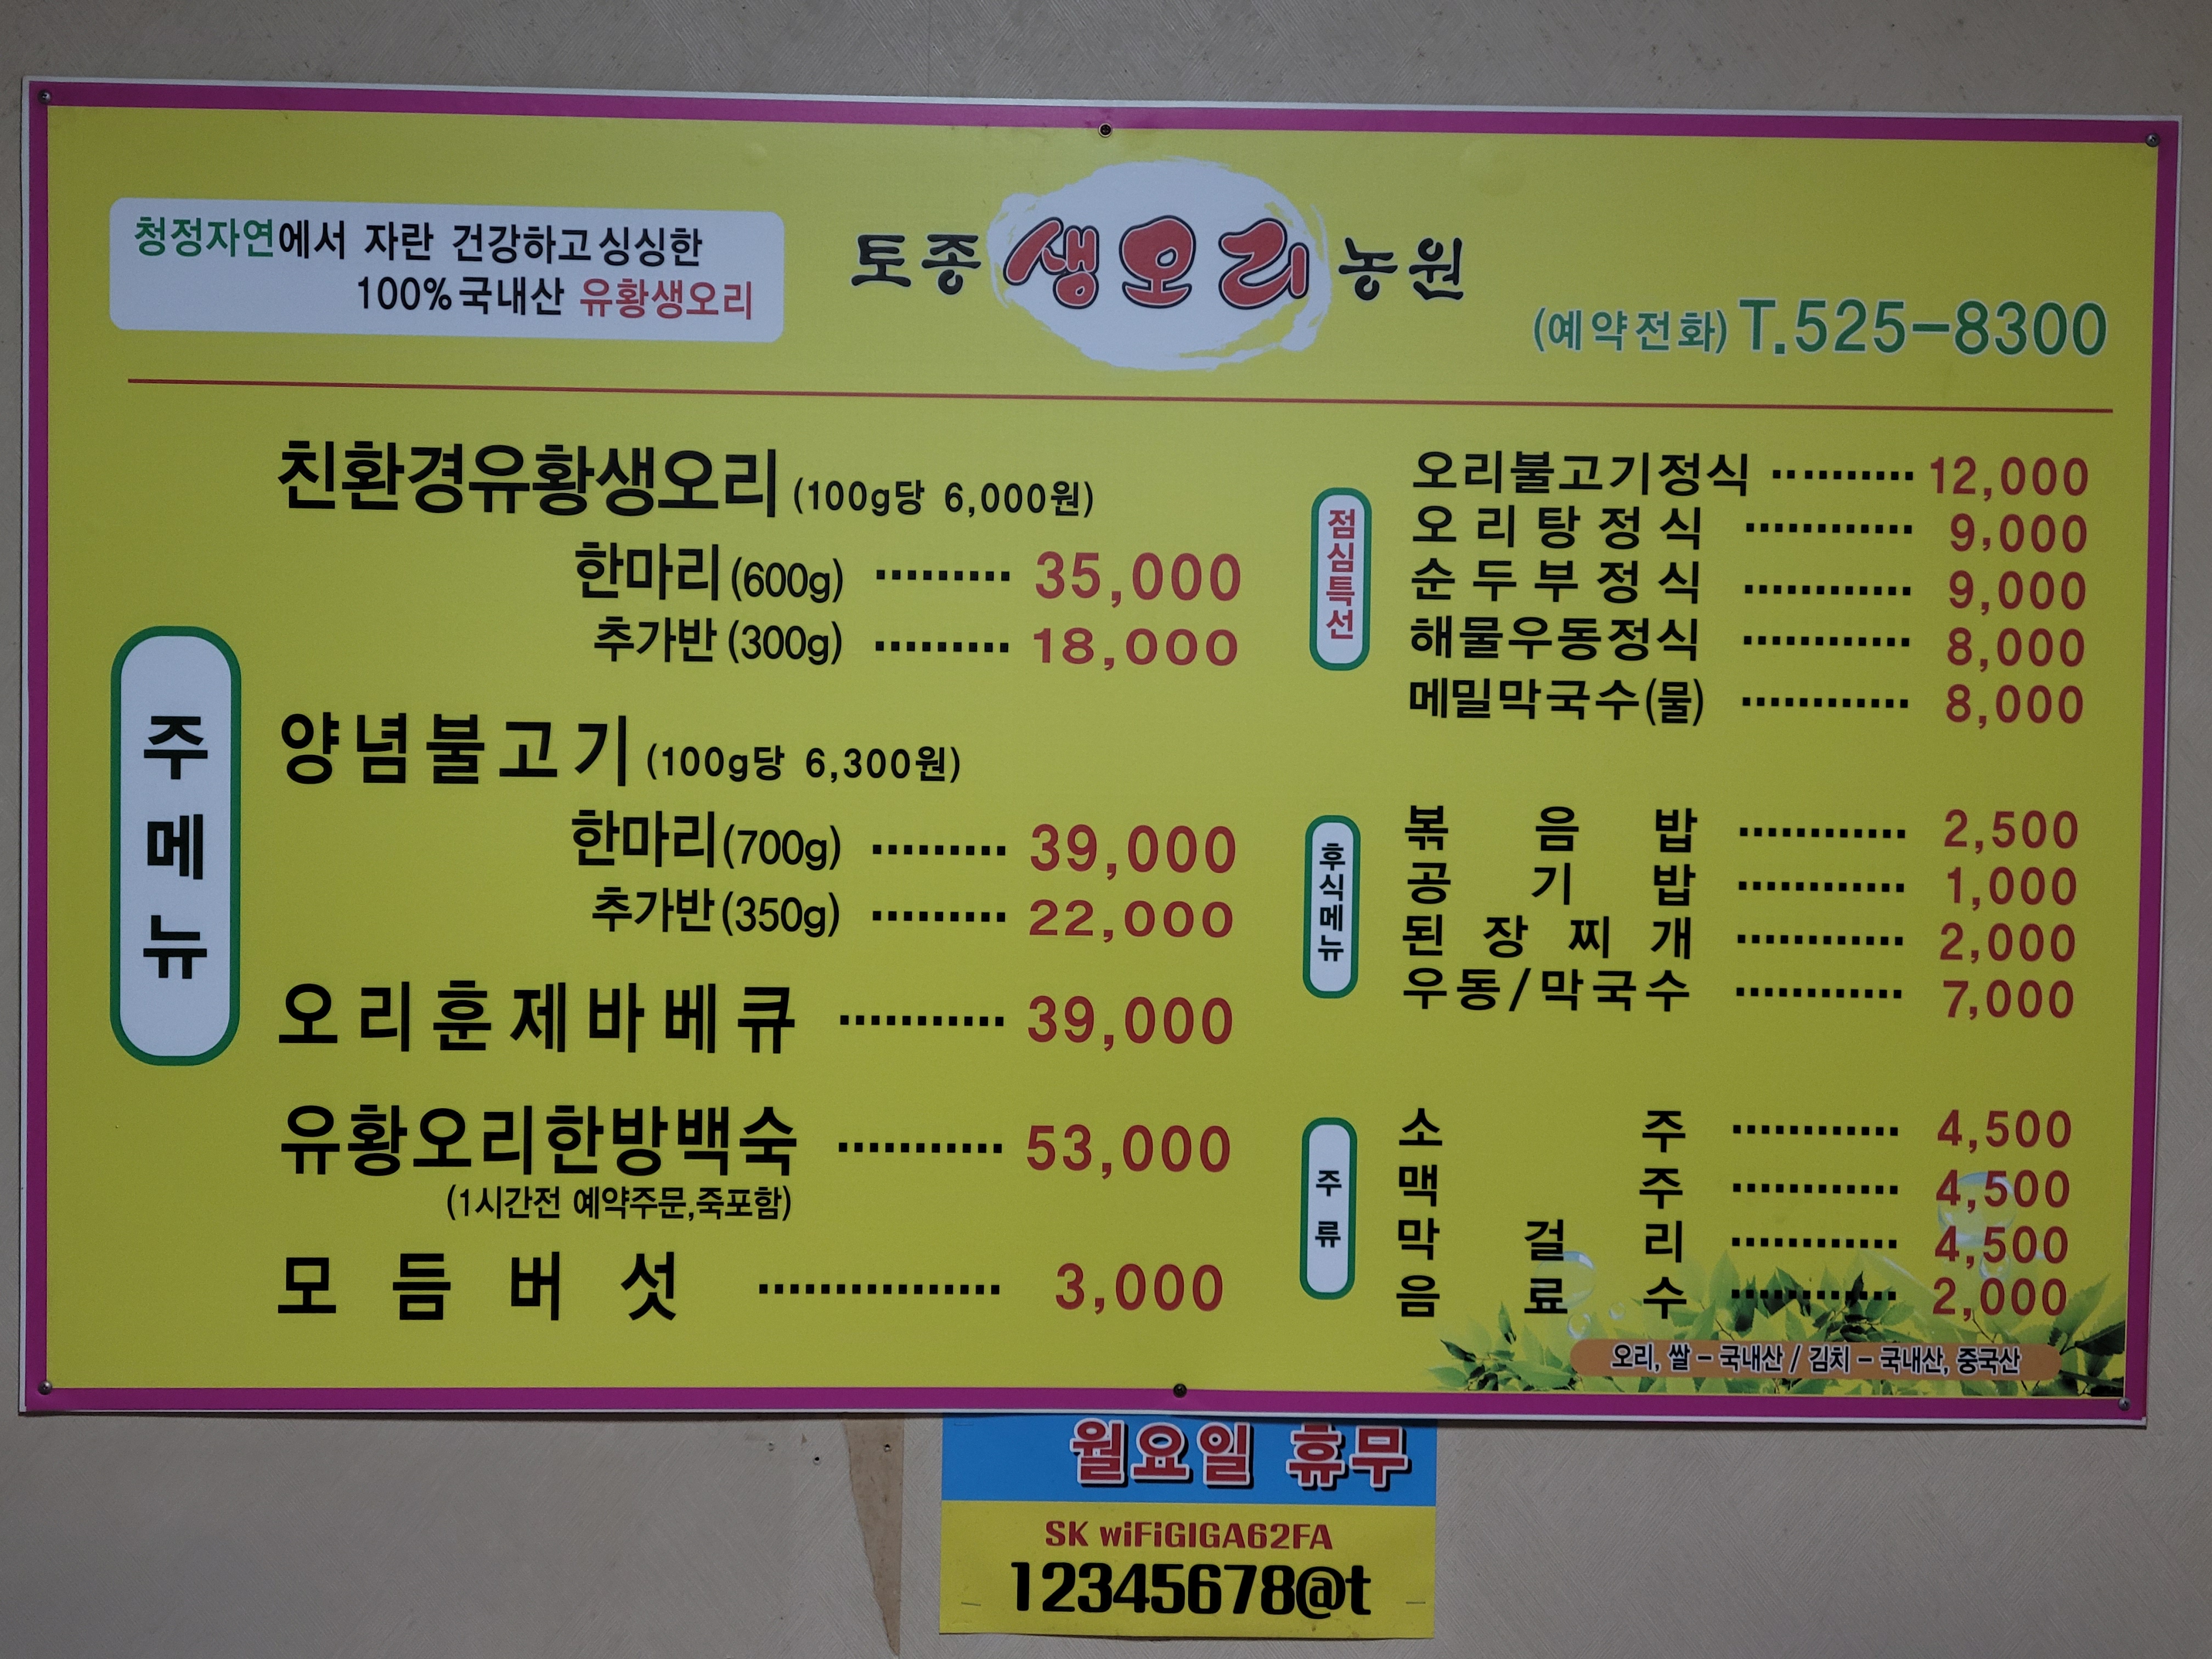 청정자연에서 자란 건강하고 싱싱한
100% 국내산 유황생오리
토종 생오리 농원
(예약전화) T.525-8300
주메뉴
친환경유황생오리 (100g당 6,000원)
한마리 (600g) ········· 35,000
추가반 (300g) ········· 18,000
양념불고기 (100g당 6,300원)
한마리 (700g) ········· 39,000
추가반 (350g) ········· 22,000
오리훈제바베큐 ··········· 39,000
유황오리한방백숙 ··········· 53,000
(1시간전 예약주문,죽포함)
모듬버섯 ················ 3,000
점심특선
오리불고기정식 ·········· 12,000
오리탕정식 ············ 9,000
순두부정식 ············ 9,000
해물우동정식 ············ 8,000
메밀막국수(물) ············ 8,000
후식메뉴
볶음밥 ············ 2,500
공기밥 ············ 1,000
된장찌개 ············ 2,000
우동/막국수 ············ 7,000
주류
소주 ············ 4,500
맥주 ············ 4,500
막걸리 ············ 4,500
음료수 ············ 2,000
오리, 쌀 - 국내산 / 김치 - 국내산, 중국산
월요일 휴무
SK wiFiGIGA62FA
12345678@t